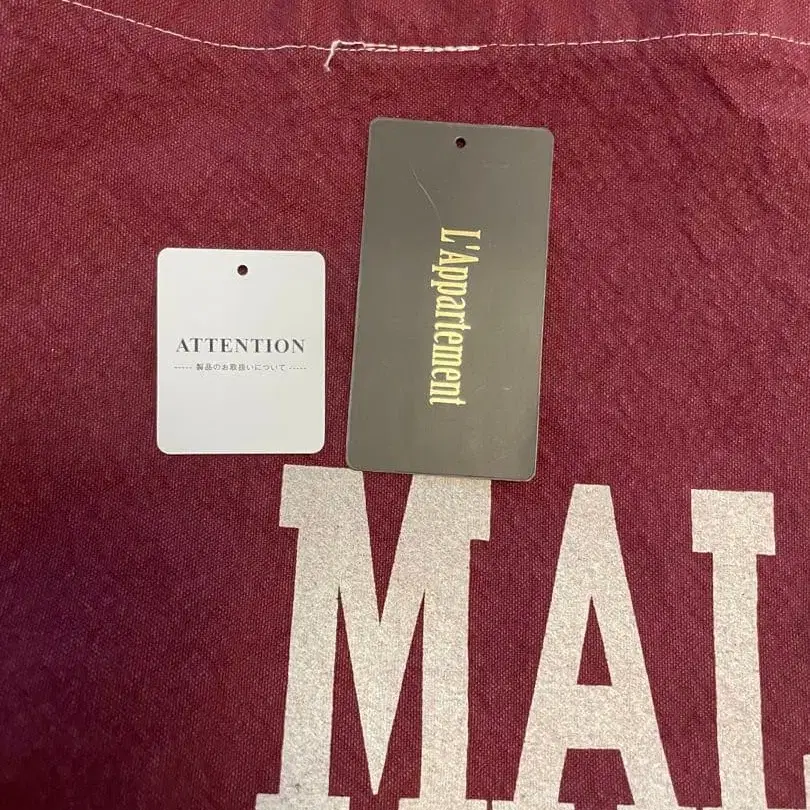 ATTENTION
----- 製品のお取扱いについて -----
L'Appartement
MAL